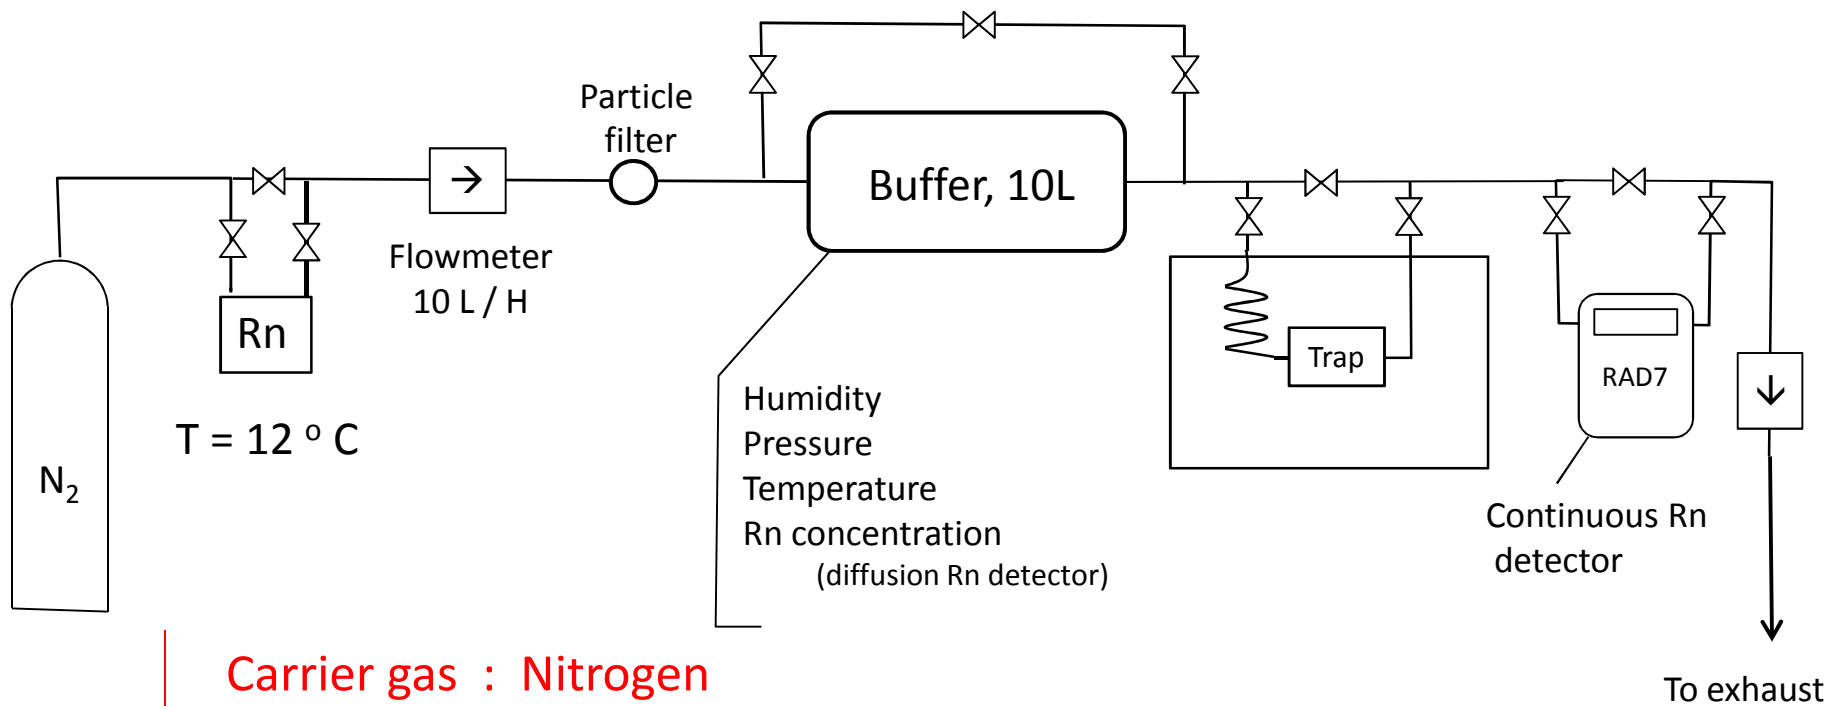 Particle
filter
Buffer, 10L
Flowmeter
10 L / H
Rn
T = 12 ° C
N₂
Humidity
Pressure
Temperature
Rn concentration
(diffusion Rn detector)
Trap
RAD7
Continuous Rn
detector
To exhaust
Carrier gas : Nitrogen